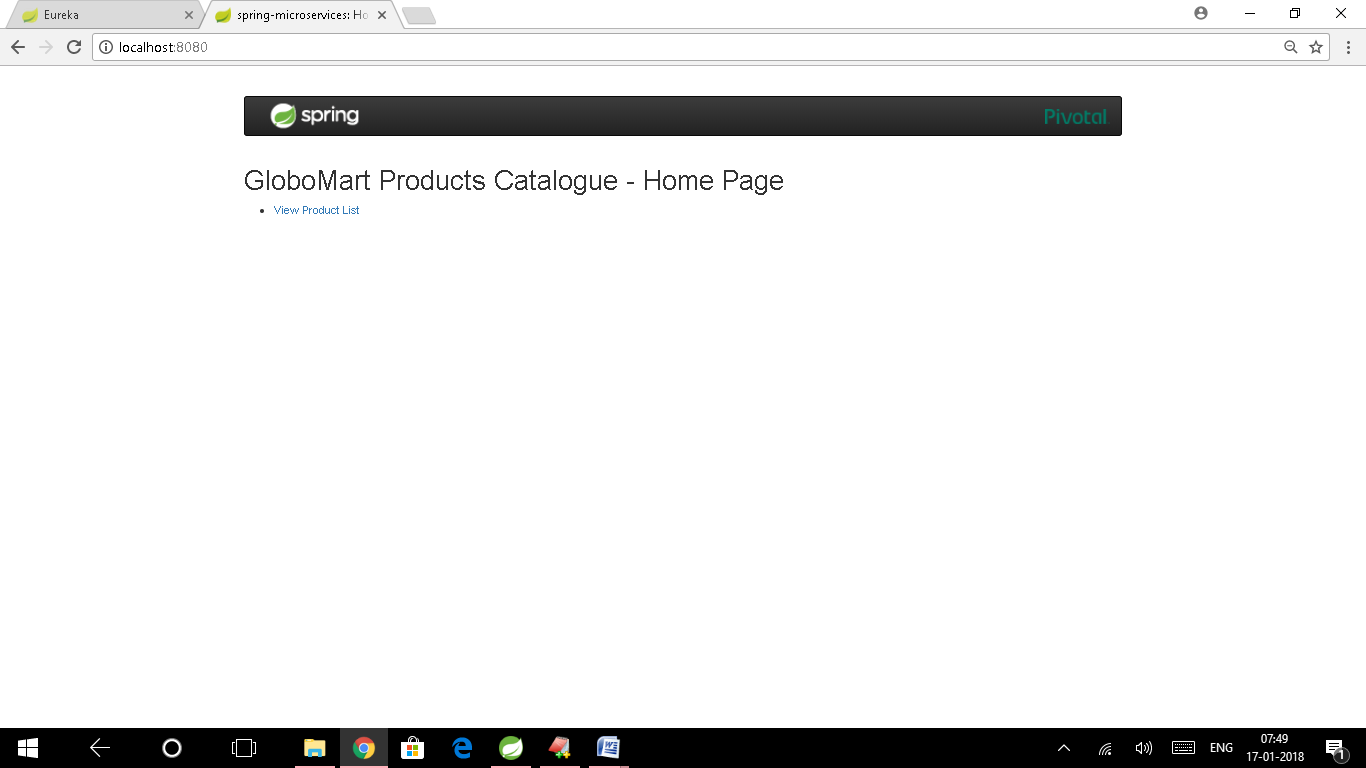 Eureka
spring-microservices: Ho
localhost:8080
spring
Pivotal
GloboMart Products Catalogue - Home Page
View Product List
ENG
07:49
17-01-2018
1